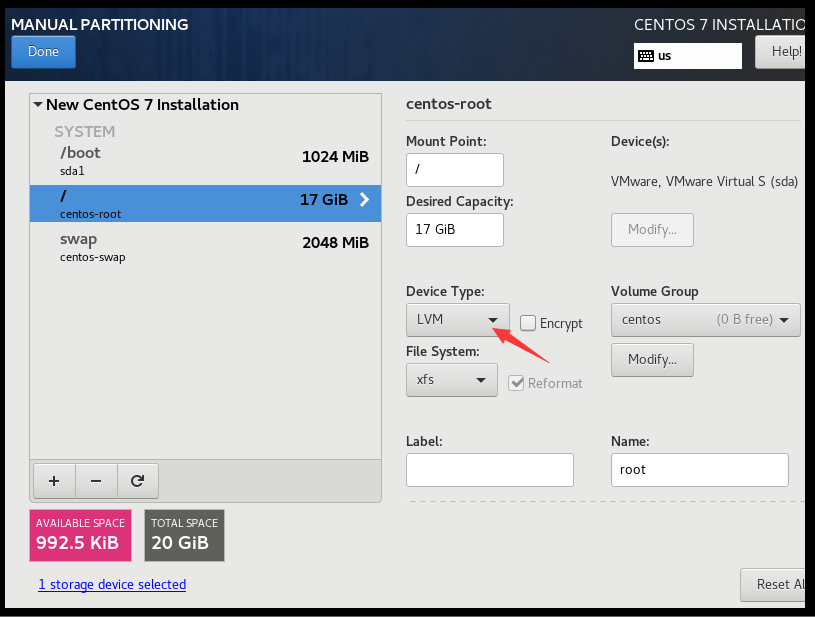 MANUAL PARTITIONING
CENTOS 7 INSTALLATIO
Done
us
Help!
New CentOS 7 Installation
SYSTEM
/boot
1024 MiB
sda1
/
17 GiB
centos-root
swap
2048 MiB
centos-swap
+ −
AVAILABLE SPACE
992.5 KiB
TOTAL SPACE
20 GiB
1 storage device selected
centos-root
Mount Point:
/
Device(s):
VMware, VMware Virtual S (sda)
Desired Capacity:
17 GiB
Modify...
Device Type:
LVM
Encrypt
Volume Group
centos (0 B free)
Modify...
File System:
xfs
Reformat
Label:
Name:
root
Reset Al